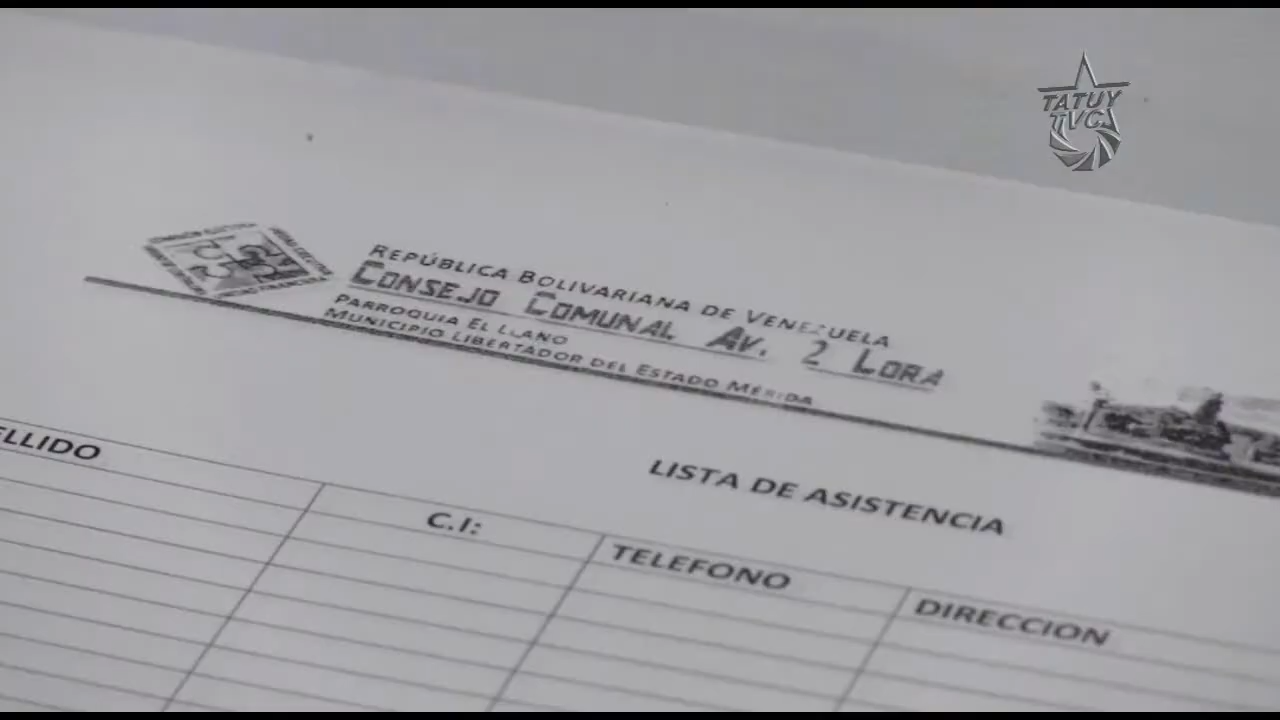 TATUY
TVC
REPÚBLICA BOLIVARIANA DE VENEZUELA
CONSEJO COMUNAL AV. 2 LORA
PARROQUIA EL LLANO
MUNICIPIO LIBERTADOR DEL ESTADO MÉRIDA
LISTA DE ASISTENCIA
ELLIDO
C.I:
TELEFONO
DIRECCION